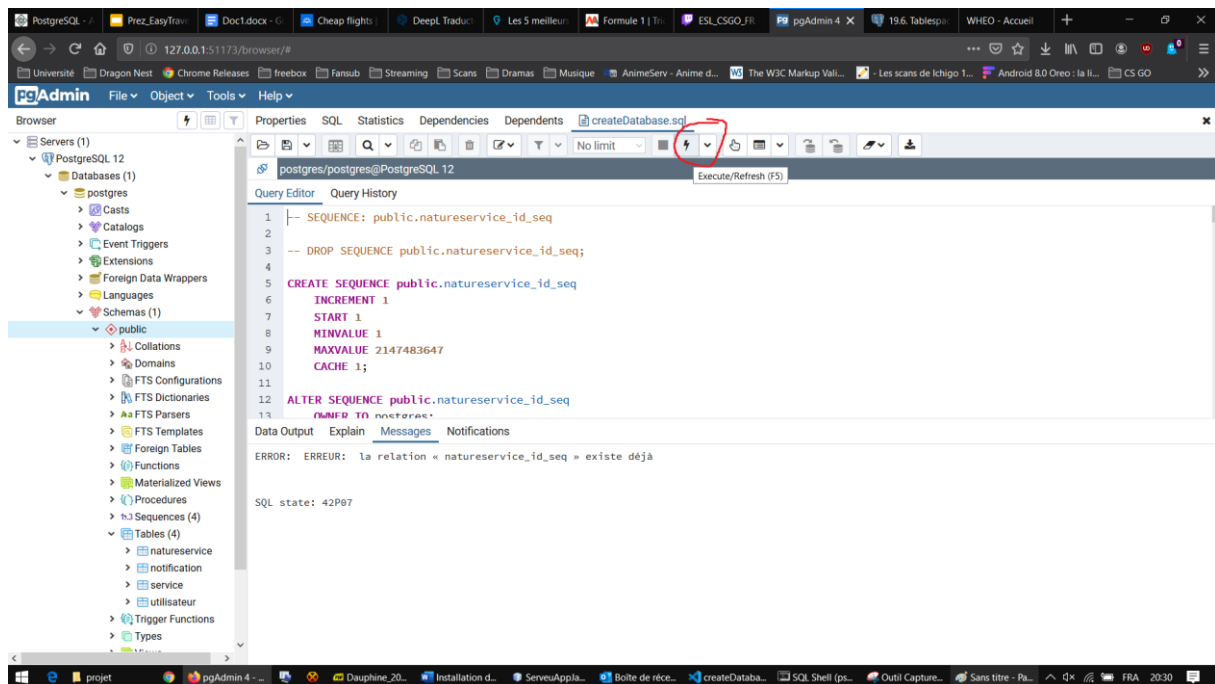 PostgreSQL - A
Prez_EasyTrav
Doc1.docx - G
Cheap flights |
DeepL Traduct
Les 5 meilleur
Formule 1 | Tri
ESL_CSGO_FR
pgAdmin 4
19.6. Tablespac
WHEO - Accueil
127.0.0.1:51173/browser/#
Université
Dragon Nest
Chrome Releases
freebox
Fansub
Streaming
Scans
Dramas
Musique
AnimeServ - Anime d...
The W3C Markup Vali...
- Les scans de Ichigo 1...
Android 8.0 Oreo : la li...
CS GO
pgAdmin File Object Tools Help
Browser
Properties SQL Statistics Dependencies Dependents createDatabase.sql
Servers (1)
PostgreSQL 12
Databases (1)
postgres
Casts
Catalogs
Event Triggers
Extensions
Foreign Data Wrappers
Languages
Schemas (1)
public
Collations
Domains
FTS Configurations
FTS Dictionaries
FTS Parsers
FTS Templates
Foreign Tables
Functions
Materialized Views
Procedures
Sequences (4)
Tables (4)
natureservice
notification
service
utilisateur
Trigger Functions
Types
Views
No limit
postgres/postgres@PostgreSQL 12
Execute/Refresh (F5)
Query Editor Query History
1 -- SEQUENCE: public.natureservice_id_seq
2
3 -- DROP SEQUENCE public.natureservice_id_seq;
4
5 CREATE SEQUENCE public.natureservice_id_seq
6 INCREMENT 1
7 START 1
8 MINVALUE 1
9 MAXVALUE 2147483647
10 CACHE 1;
11
12 ALTER SEQUENCE public.natureservice_id_seq
13 OWNER TO postgres;
Data Output Explain Messages Notifications
ERROR: ERREUR: la relation « natureservice_id_seq » existe déjà
SQL state: 42P07
projet
pgAdmin 4 - ...
Dauphine_20...
Installation d...
ServeuAppJa...
Boîte de réce...
createDataba...
SQL Shell (ps...
Outil Capture...
Sans titre - Pa...
FRA
20:30